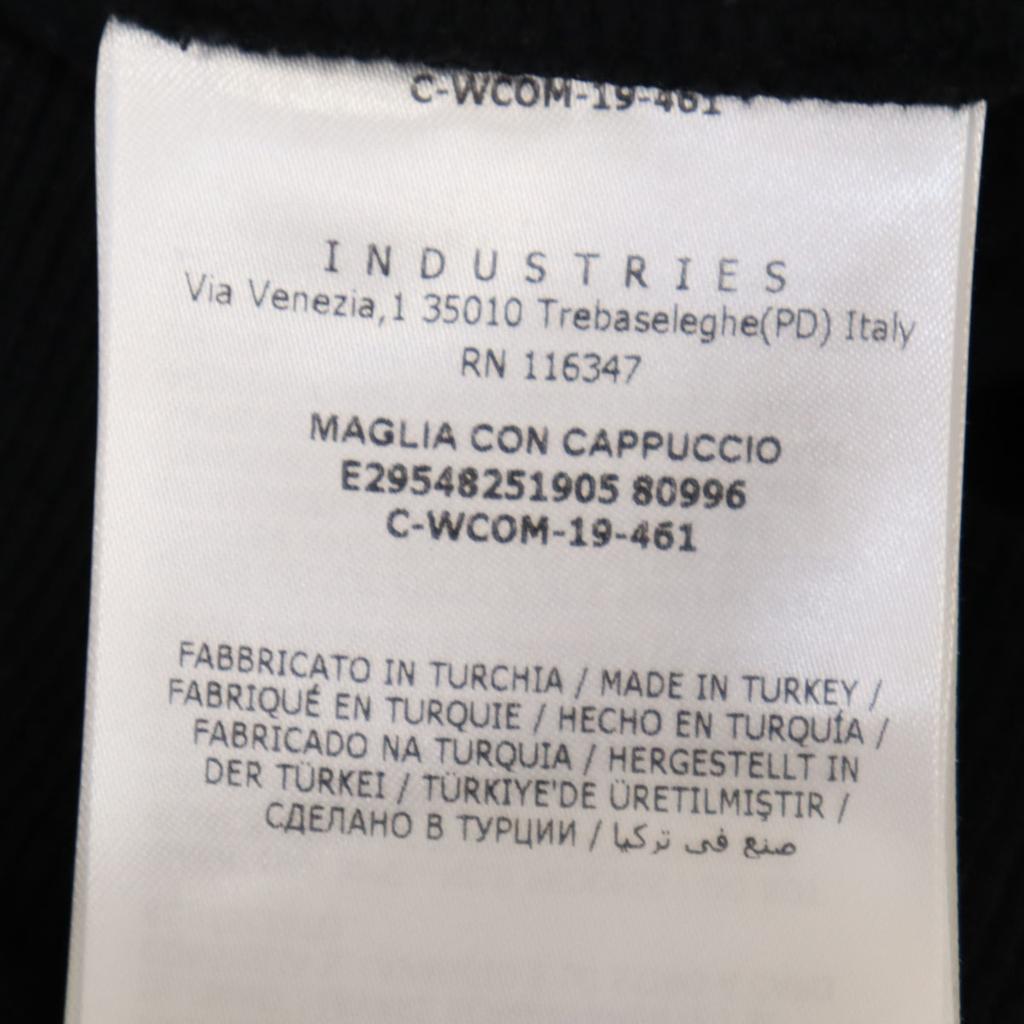 C-WCOM-19-461
INDUSTRIES
Via Venezia,1 35010 Trebaseleghe(PD) Italy
RN 116347
MAGLIA CON CAPPUCCIO
E29548251905 80996
C-WCOM-19-461
FABBRICATO IN TURCHIA / MADE IN TURKEY /
FABRIQUÉ EN TURQUIE / HECHO EN TURQUÍA /
FABRICADO NA TURQUIA / HERGESTELLT IN
DER TÜRKEI / TÜRKIYE'DE ÜRETILMIŞTIR /
СДЕЛАНО В ТУРЦИИ / صنع في تركيا